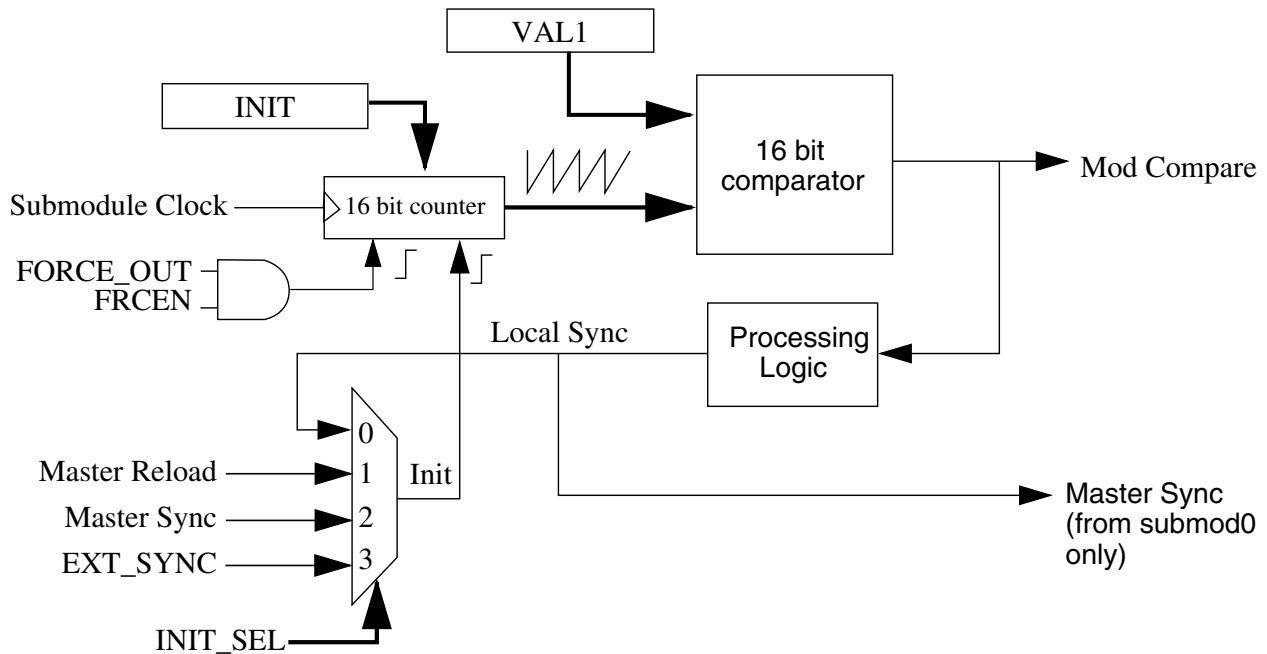 VAL1
INIT
16 bit
comparator
Mod Compare
Submodule Clock
16 bit counter
FORCE_OUT
FRCEN
Local Sync
Processing
Logic
0
Master Reload
1
Init
Master Sync
2
EXT_SYNC
3
Master Sync
(from submod0
only)
INIT_SEL